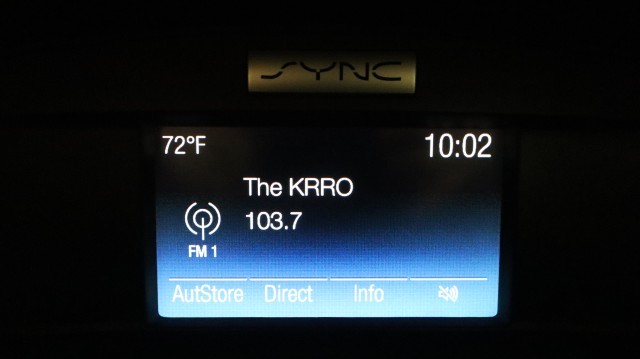 SYNC
72°F 10:02
The KRRO
103.7
FM 1
AutStore Direct Info